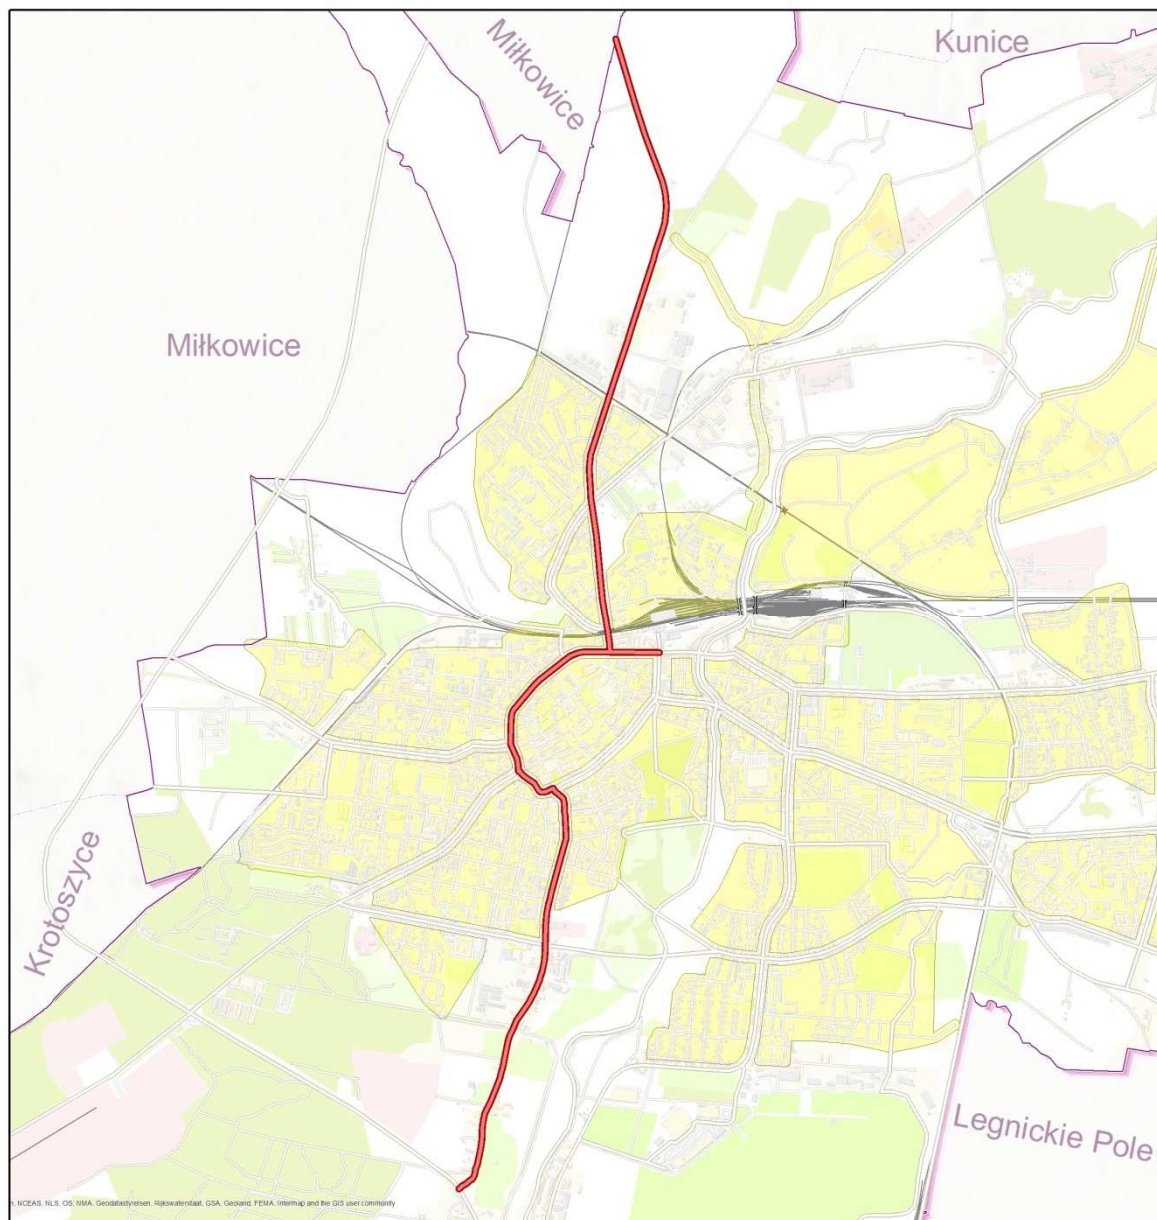 Miłkowice
Kunice
Miłkowice
Krotoszyce
Legnickie Pole
n, NCEAS, NLS, OS, NMA, Geodatastyrelsen, Rijkswaterstaat, GSA, Geoland, FEMA, Intermap and the GIS user community